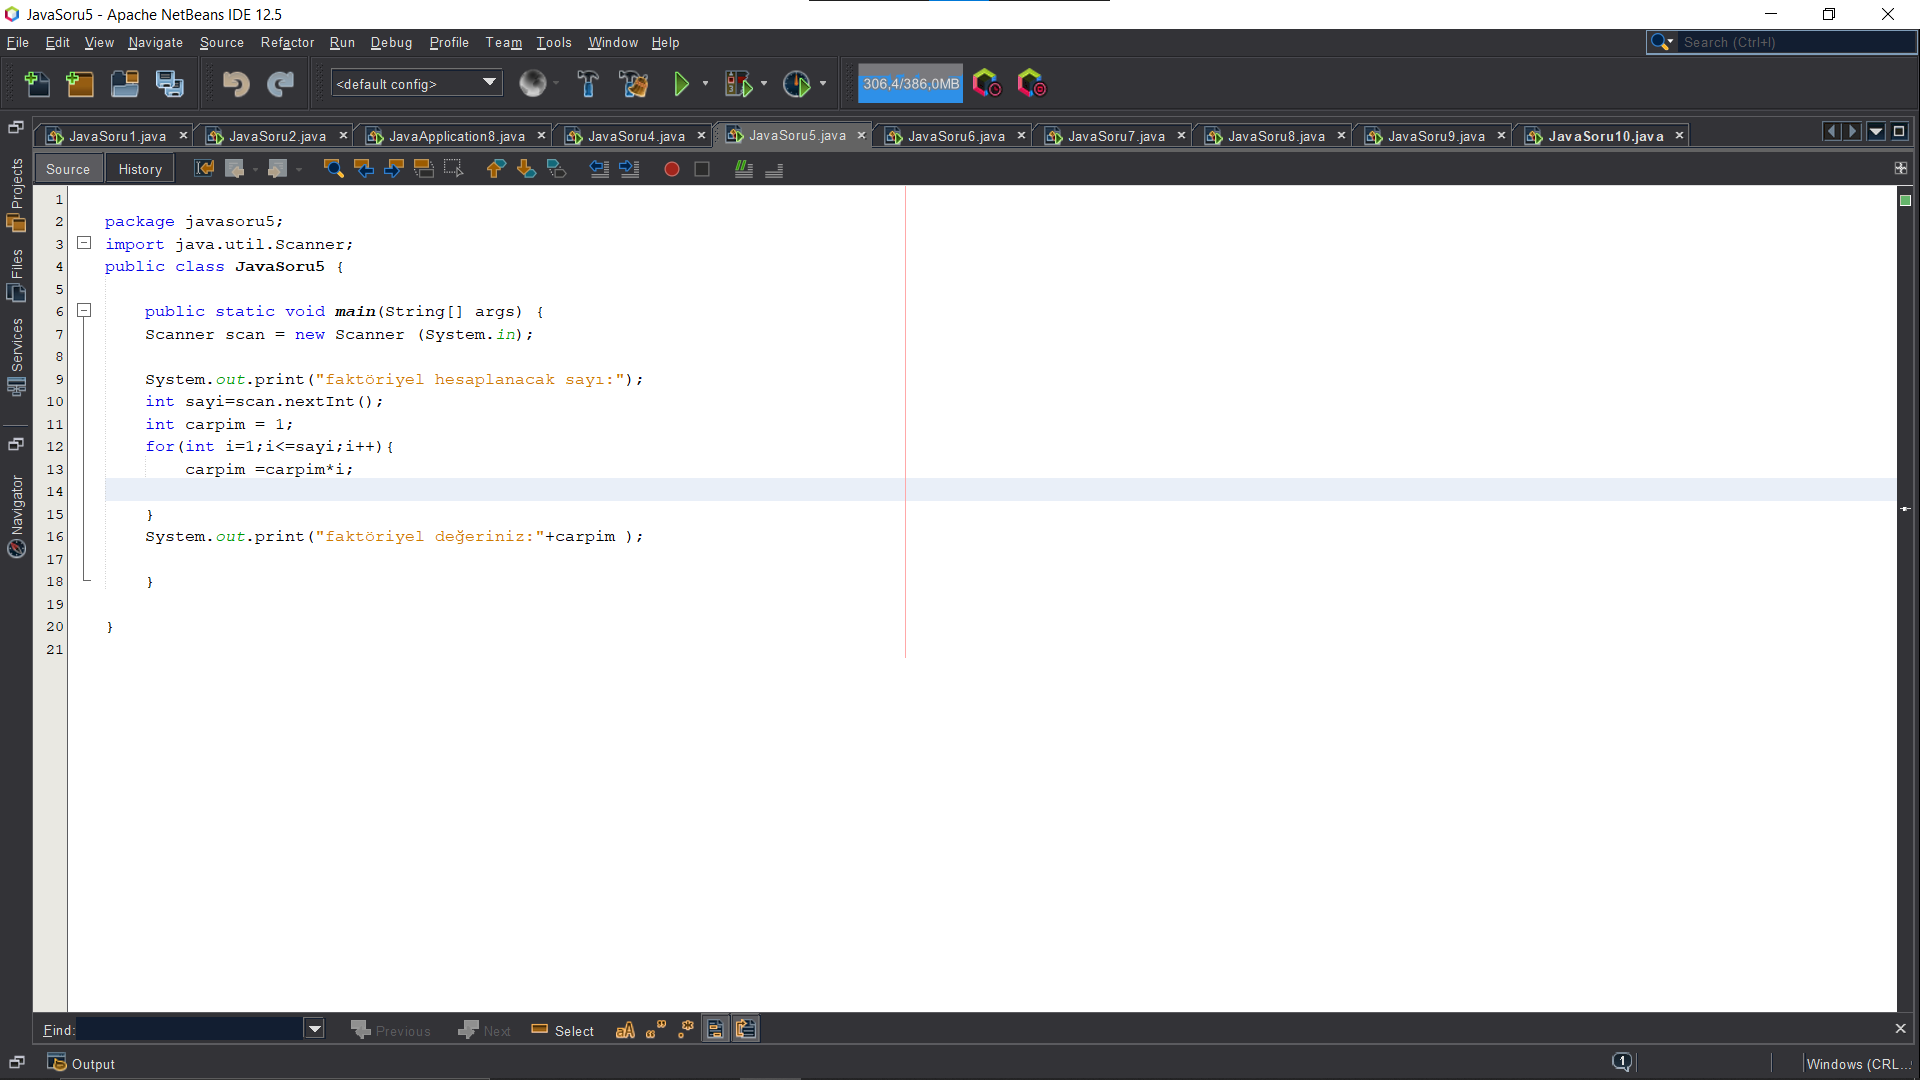 JavaSoru5 - Apache NetBeans IDE 12.5
File Edit View Navigate Source Refactor Run Debug Profile Team Tools Window Help
Search (Ctrl+I)
<default config>
306,4/386,0MB
JavaSoru1.java JavaSoru2.java JavaApplication8.java JavaSoru4.java JavaSoru5.java JavaSoru6.java JavaSoru7.java JavaSoru8.java JavaSoru9.java JavaSoru10.java
Source History
Projects
Files
Services
Navigator
1
2 package javasoru5;
3 import java.util.Scanner;
4 public class JavaSoru5 {
5
6 public static void main(String[] args) {
7 Scanner scan = new Scanner (System.in);
8
9 System.out.print("faktöriyel hesaplanacak sayı:");
10 int sayi=scan.nextInt();
11 int carpim = 1;
12 for(int i=1;i<=sayi;i++){
13 carpim =carpim*i;
14
15 }
16 System.out.print("faktöriyel değeriniz:"+carpim );
17
18 }
19
20 }
21
Find: Previous Next Select
Output
1
Windows (CRL...